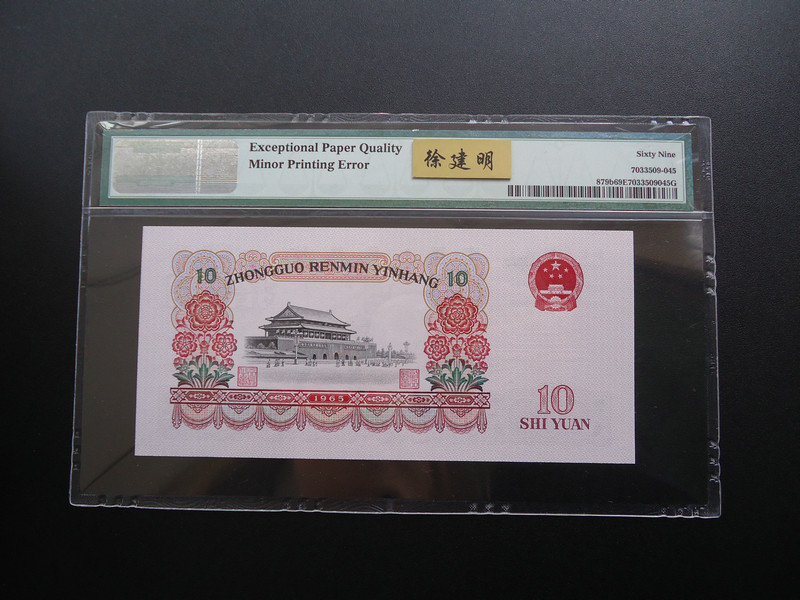 Exceptional Paper Quality
Minor Printing Error
徐建明
Sixty Nine
7033509-045
879b69E7033509045G
10 ZHONGGUO RENMIN YINHANG 10
1965
10
SHI YUAN